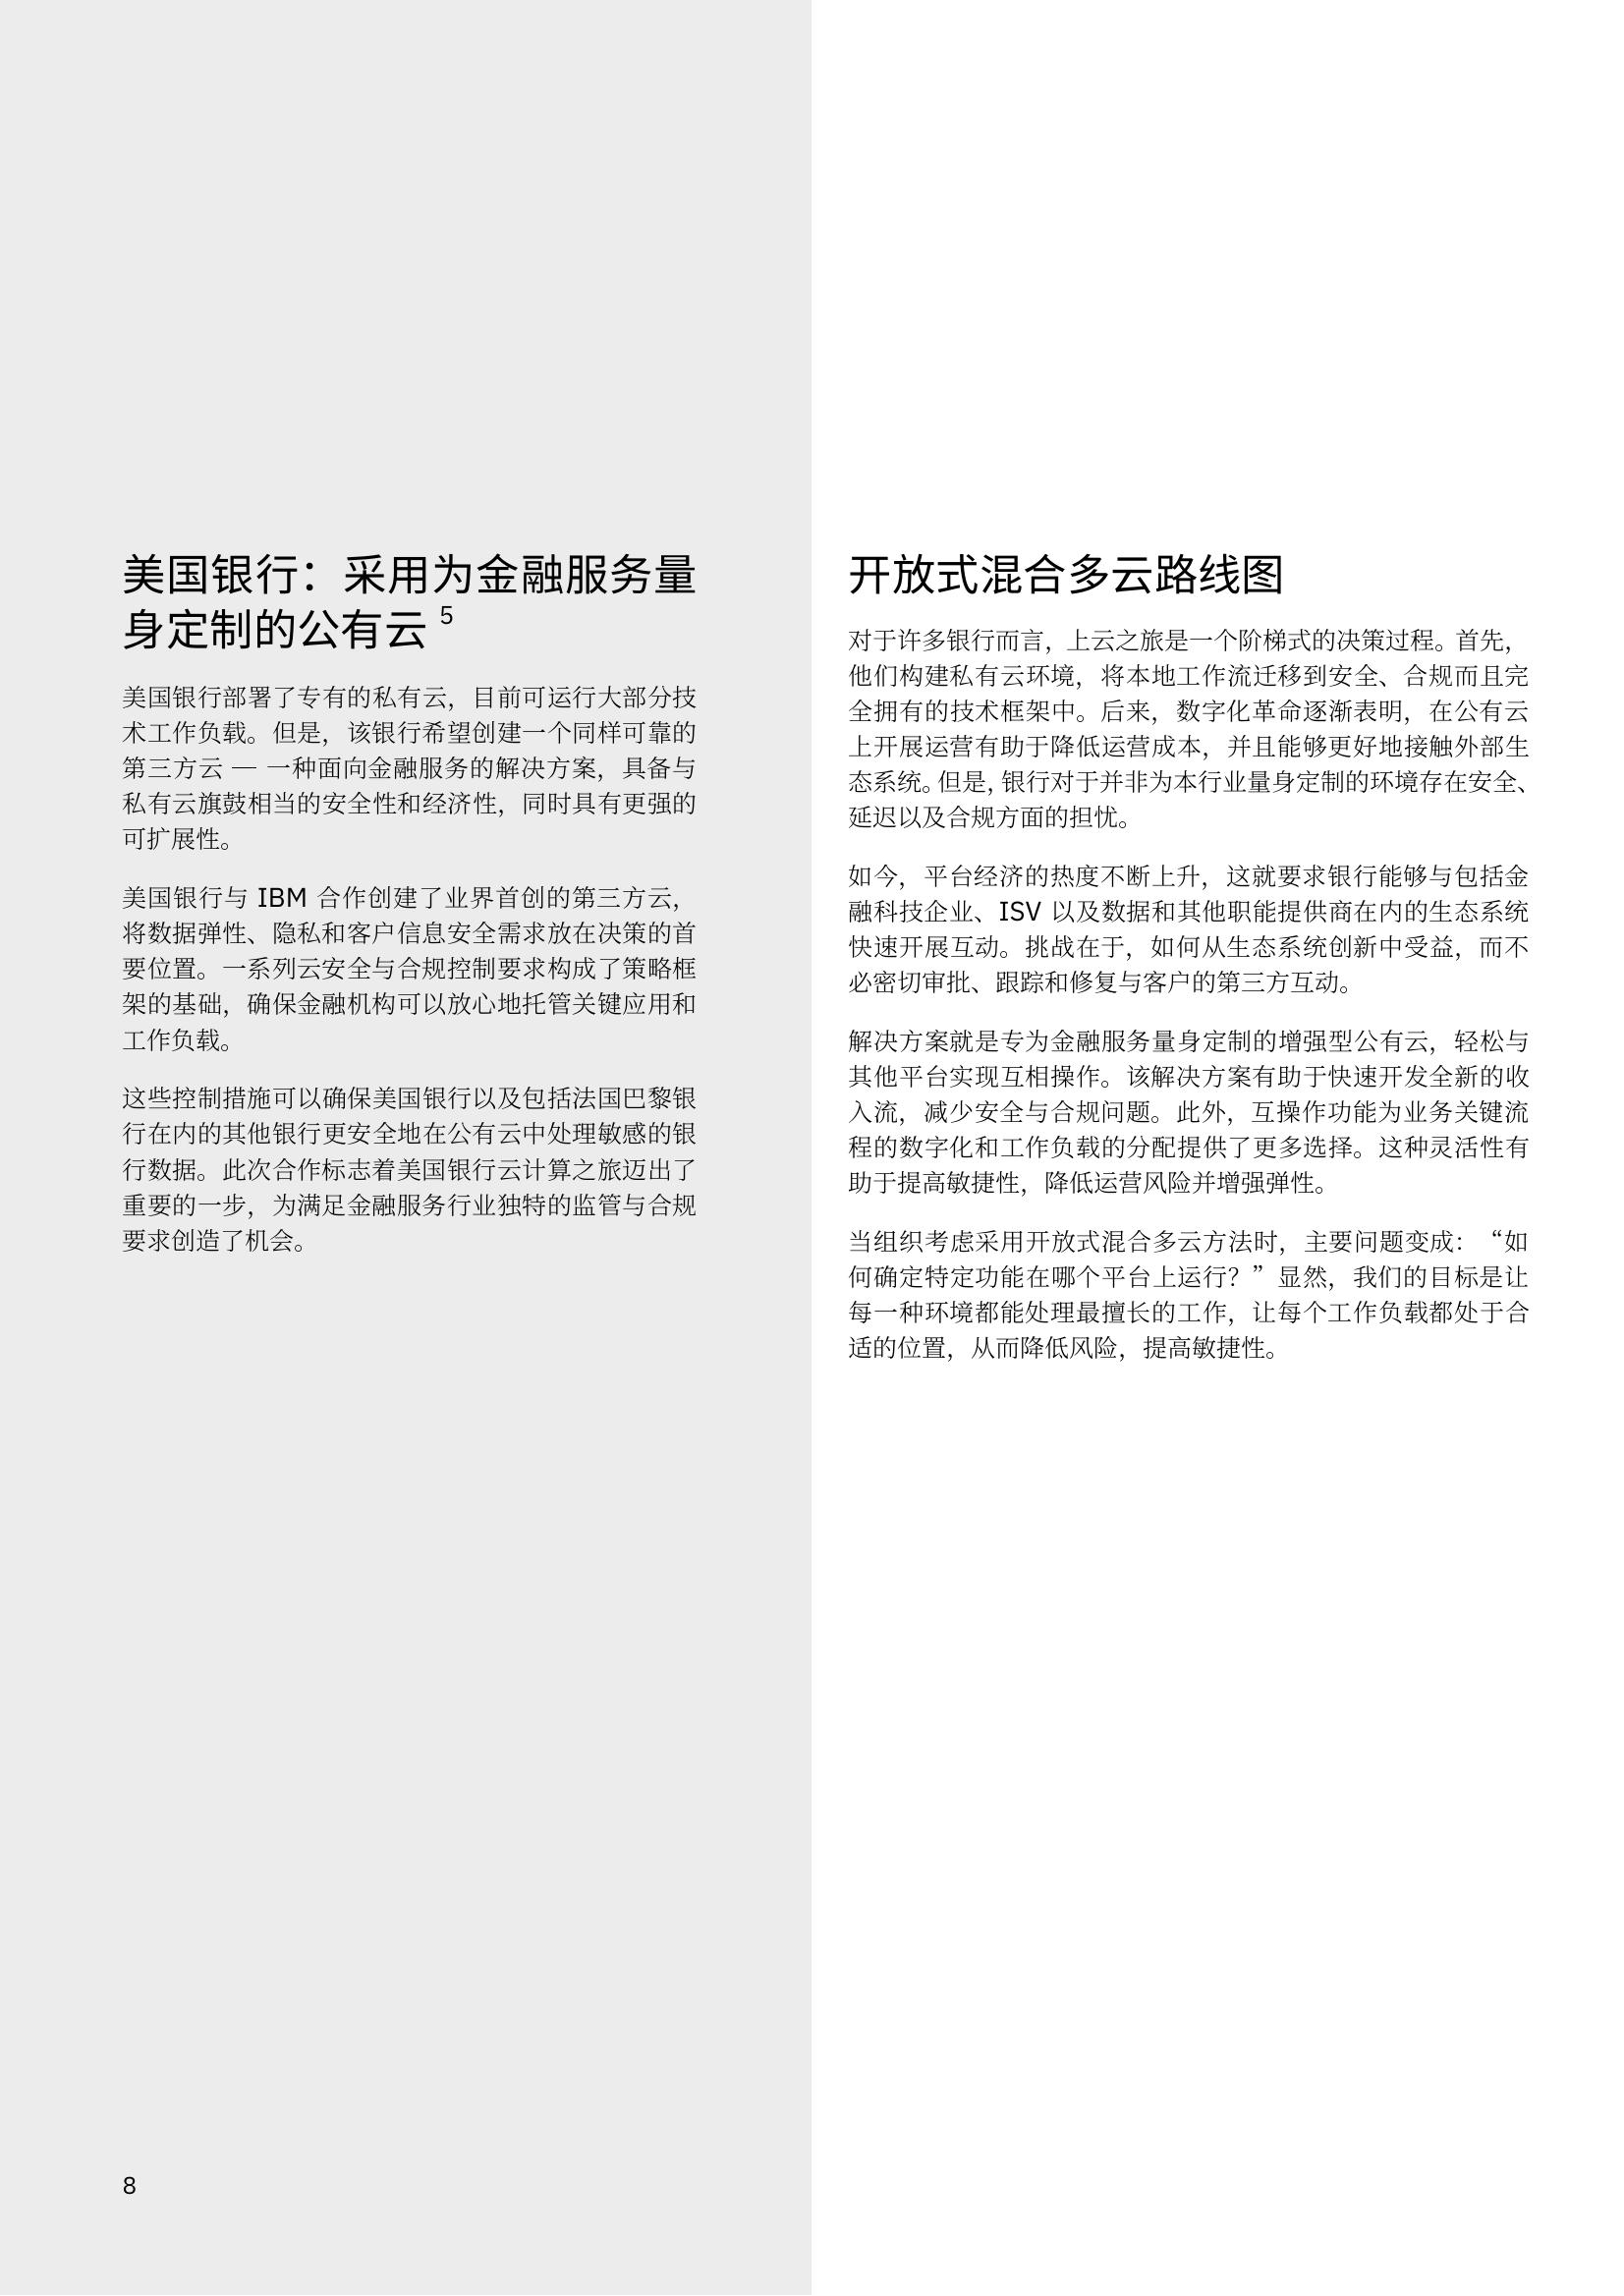 美国银行：采用为金融服务量
身定制的公有云 5
美国银行部署了专有的私有云，目前可运行大部分技
术工作负载。但是，该银行希望创建一个同样可靠的
第三方云 — 一种面向金融服务的解决方案，具备与
私有云旗鼓相当的安全性和经济性，同时具有更强的
可扩展性。
美国银行与 IBM 合作创建了业界首创的第三方云，
将数据弹性、隐私和客户信息安全需求放在决策的首
要位置。一系列云安全与合规控制要求构成了策略框
架的基础，确保金融机构可以放心地托管关键应用和
工作负载。
这些控制措施可以确保美国银行以及包括法国巴黎银
行在内的其他银行更安全地在公有云中处理敏感的银
行数据。此次合作标志着美国银行云计算之旅迈出了
重要的一步，为满足金融服务行业独特的监管与合规
要求创造了机会。
开放式混合多云路线图
对于许多银行而言，上云之旅是一个阶梯式的决策过程。首先，
他们构建私有云环境，将本地工作流迁移到安全、合规而且完
全拥有的技术框架中。后来，数字化革命逐渐表明，在公有云
上开展运营有助于降低运营成本，并且能够更好地接触外部生
态系统。但是，银行对于并非为本行业量身定制的环境存在安全、
延迟以及合规方面的担忧。
如今，平台经济的热度不断上升，这就要求银行能够与包括金
融科技企业、ISV 以及数据和其他职能提供商在内的生态系统
快速开展互动。挑战在于，如何从生态系统创新中受益，而不
必密切审批、跟踪和修复与客户的第三方互动。
解决方案就是专为金融服务量身定制的增强型公有云，轻松与
其他平台实现互相操作。该解决方案有助于快速开发全新的收
入流，减少安全与合规问题。此外，互操作功能为业务关键流
程的数字化和工作负载的分配提供了更多选择。这种灵活性有
助于提高敏捷性，降低运营风险并增强弹性。
当组织考虑采用开放式混合多云方法时，主要问题变成：“如
何确定特定功能在哪个平台上运行？”显然，我们的目标是让
每一种环境都能处理最擅长的工作，让每个工作负载都处于合
适的位置，从而降低风险，提高敏捷性。
8